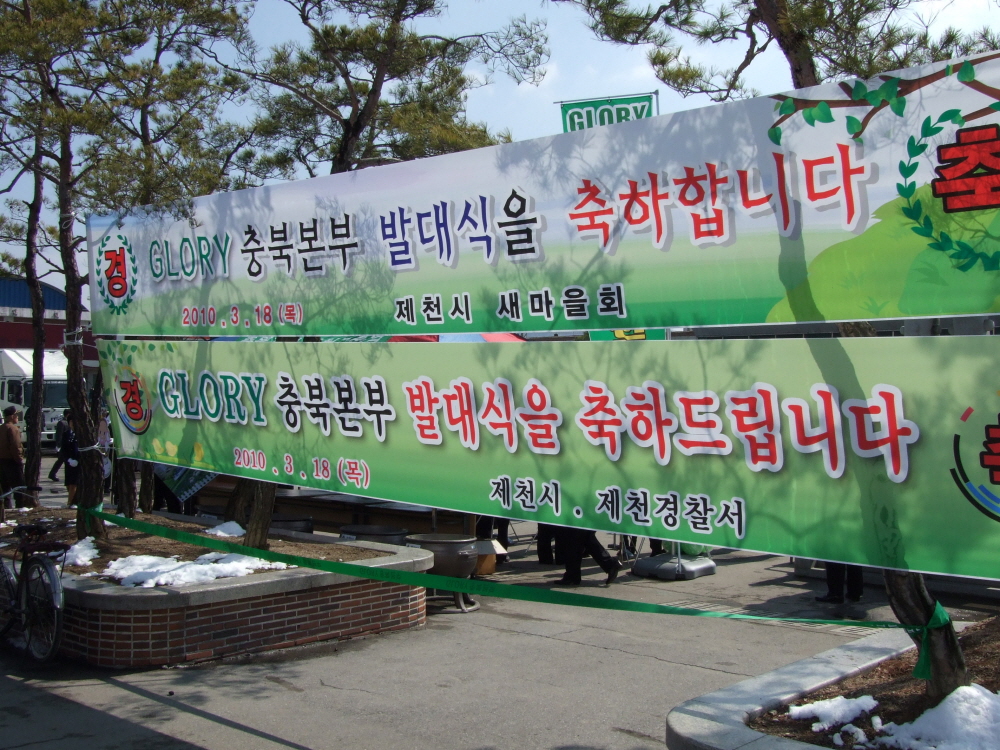 GLORY
경 GLORY 충북본부 발대식을 축하합니다 축
2010.3.18(목) 제천시 새마을회
경 GLORY 충북본부 발대식을 축하드립니다
2010.3.18(목) 제천시.제천경찰서